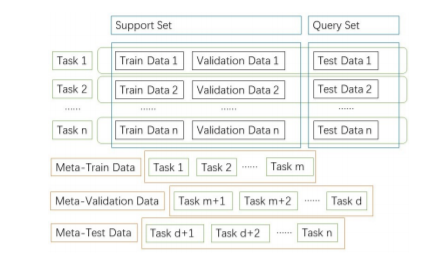 Support Set Query Set
Task 1 Train Data 1 Validation Data 1 Test Data 1
Task 2 Train Data 2 Validation Data 2 Test Data 2
...... ...... ...... ......
Task n Train Data n Validation Data n Test Data n
Meta-Train Data Task 1 Task 2 ...... Task m
Meta-Validation Data Task m+1 Task m+2 ...... Task d
Meta-Test Data Task d+1 Task d+2 ...... Task n